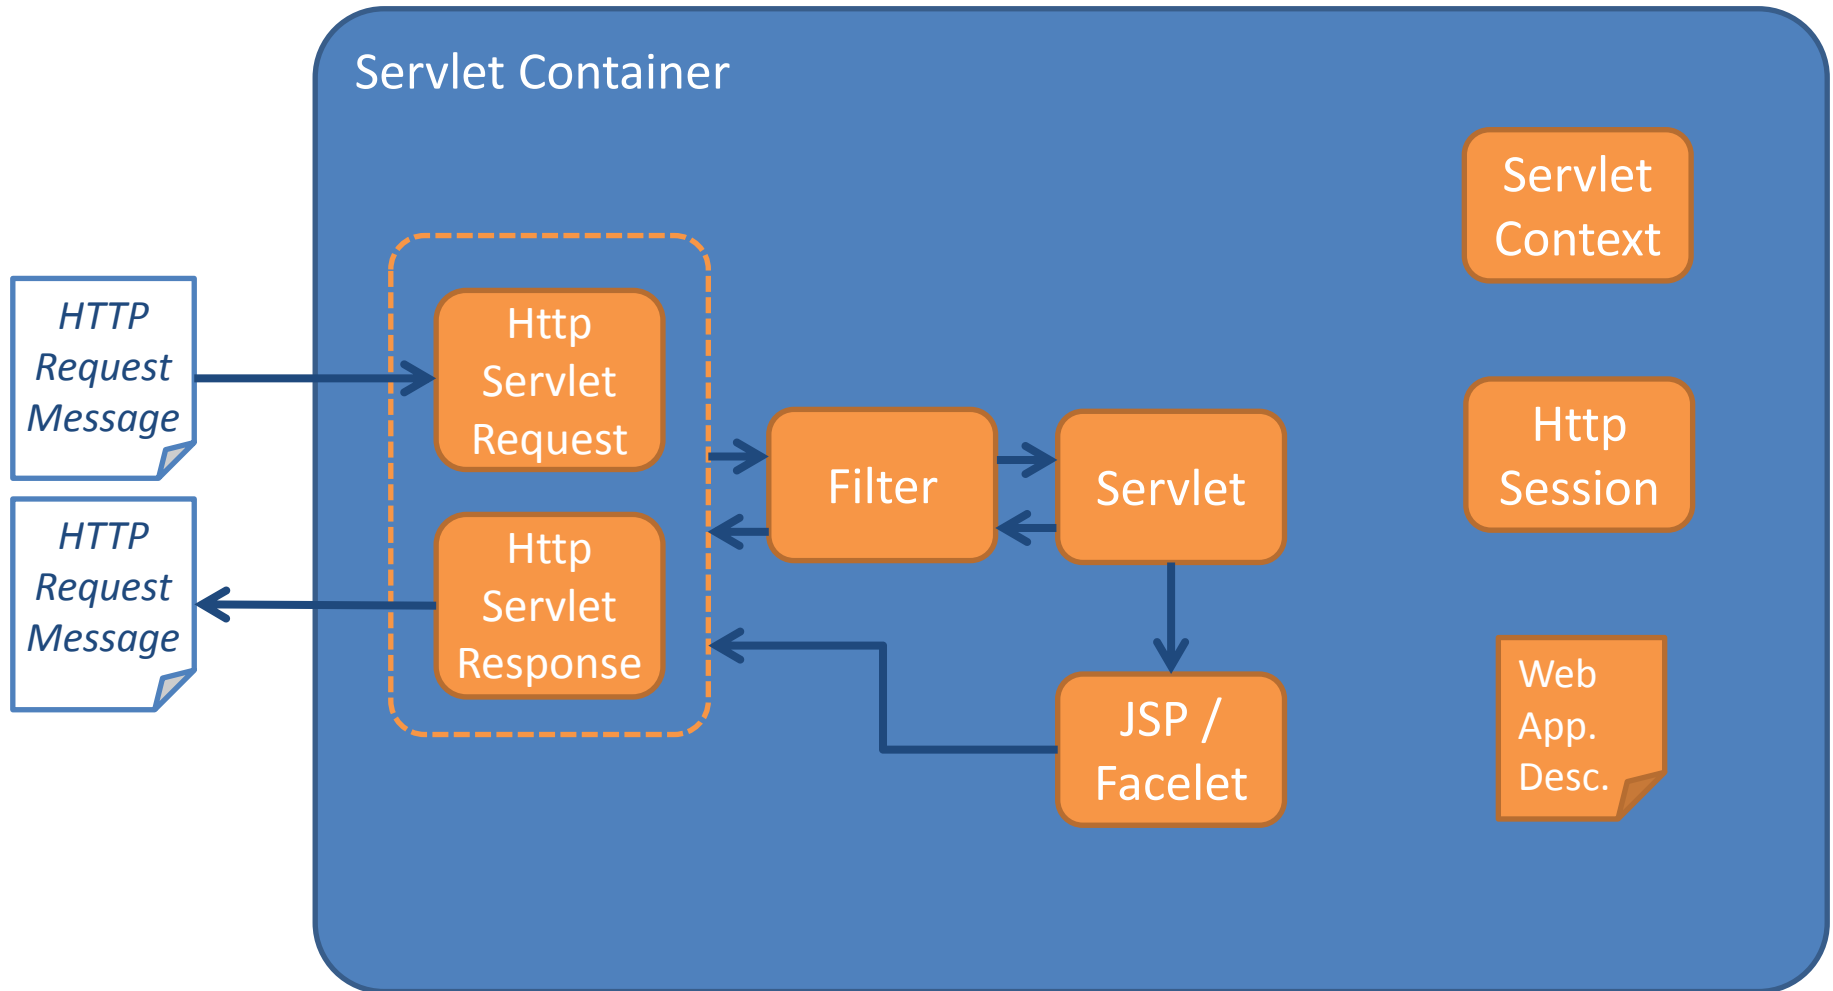 Servlet Container
HTTP
Request
Message
HTTP
Request
Message
Http
Servlet
Request
Http
Servlet
Response
Filter
Servlet
JSP /
Facelet
Servlet
Context
Http
Session
Web
App.
Desc.